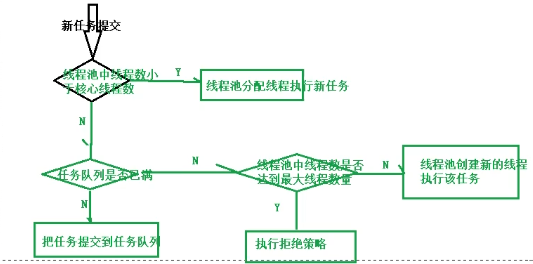 新任务提交
线程池中线程数小
于核心线程数
Y
线程池分配线程执行新任务
N
任务队列是否已满
N
线程池中线程数是否
达到最大线程数量
N
线程池创建新的线程
执行该任务
N
Y
把任务提交到任务队列
执行拒绝策略